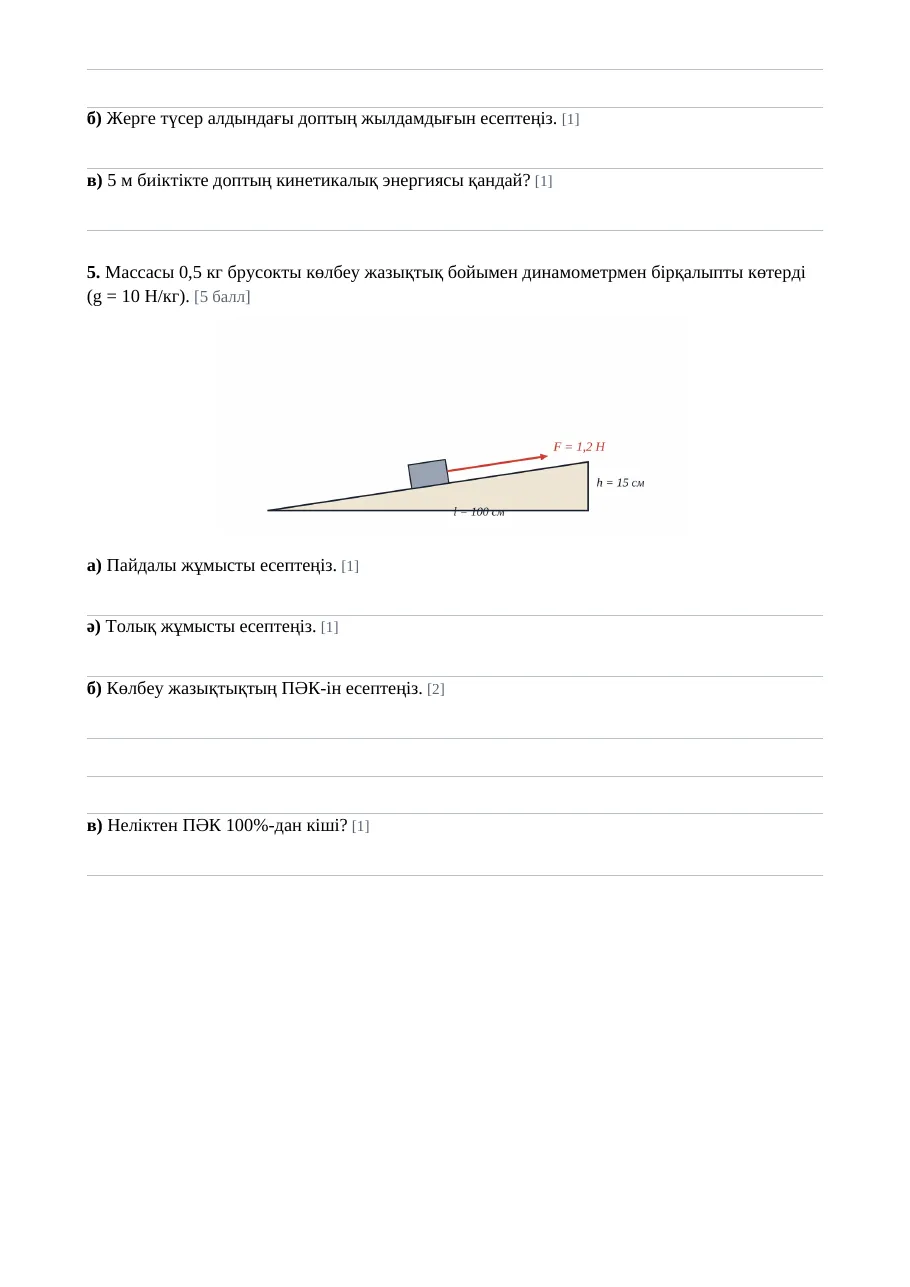 б) Жерге түсер алдындағы доптың жылдамдығын есептеңіз. [1]
в) 5 м биіктікте доптың кинетикалық энергиясы қандай? [1]
5. Массасы 0,5 кг брусокты көлбеу жазықтық бойымен динамометрмен бірқалыпты көтерді
(g = 10 Н/кг). [5 балл]
F = 1,2 Н
h = 15 см
l = 100 см
а) Пайдалы жұмысты есептеңіз. [1]
ә) Толық жұмысты есептеңіз. [1]
б) Көлбеу жазықтықтың ПӘК-ін есептеңіз. [2]
в) Неліктен ПӘК 100%-дан кіші? [1]